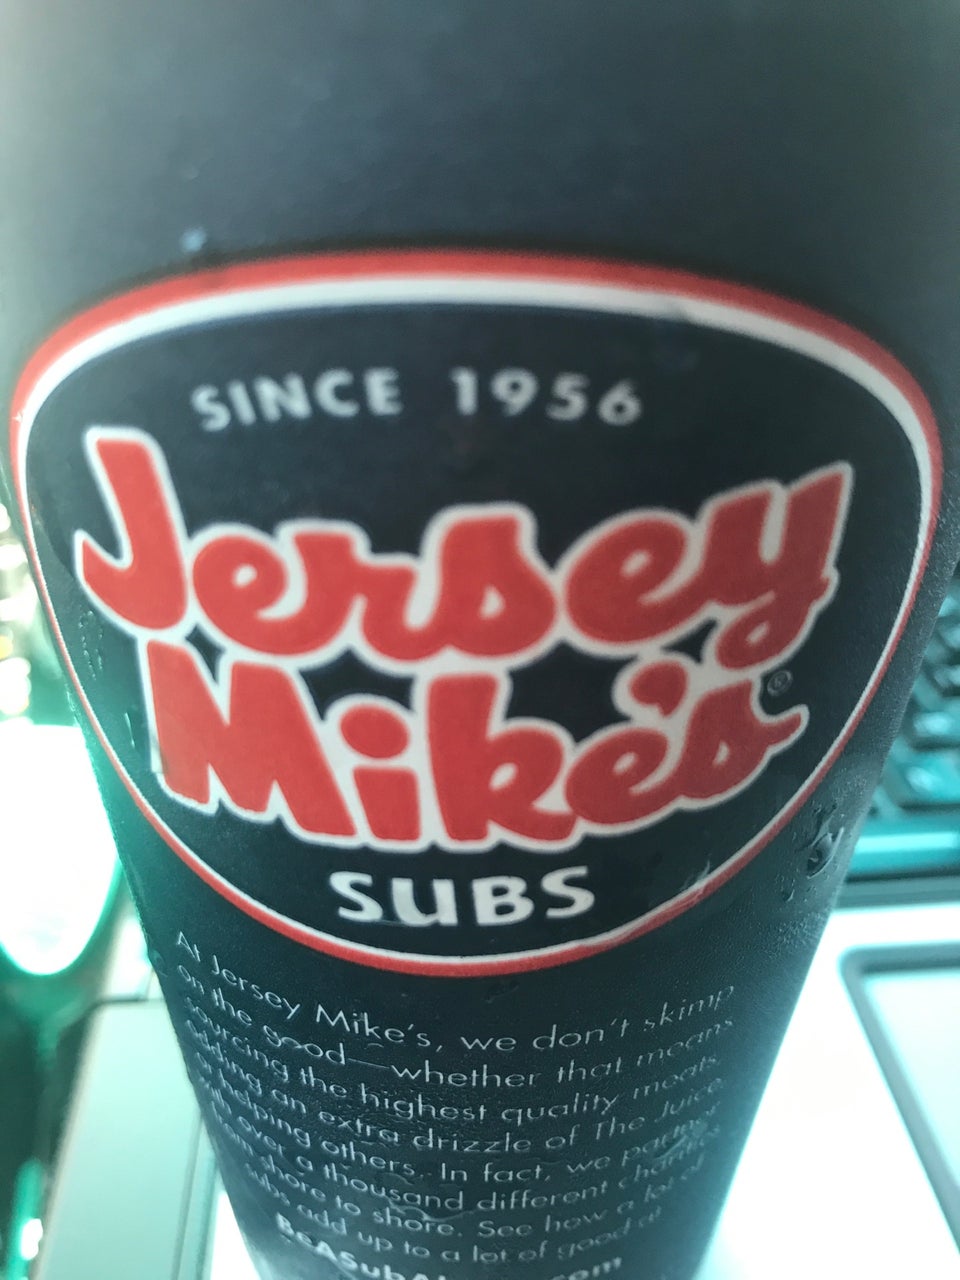 SINCE 1956
Jersey
Mike's
®
SUBS
At Jersey Mike's, we don't skimp
on the good—whether that means
sourcing the highest quality meats,
adding an extra drizzle of The Juice
helping others. In fact, we partner
with over a thousand different charities
from shore to shore. See how a lot of
subs add up to a lot of good at